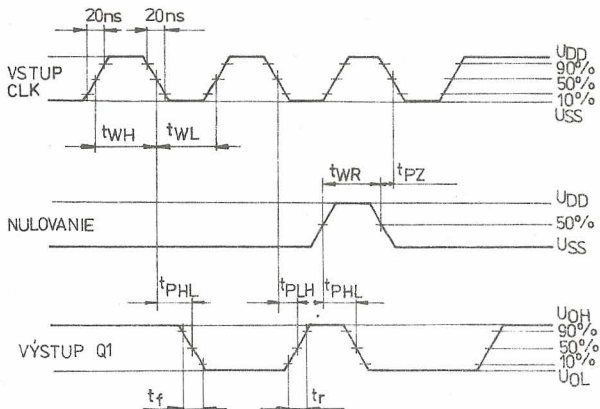 20ns 20ns
VSTUP
CLK
UDD
90%
50%
10%
USS
tWH tWL
tWR tPZ
NULOVANIE
UDD
50%
USS
tPHL tPLH tPHL
VÝSTUP Q1
UOH
90%
50%
10%
UOL
tf tr